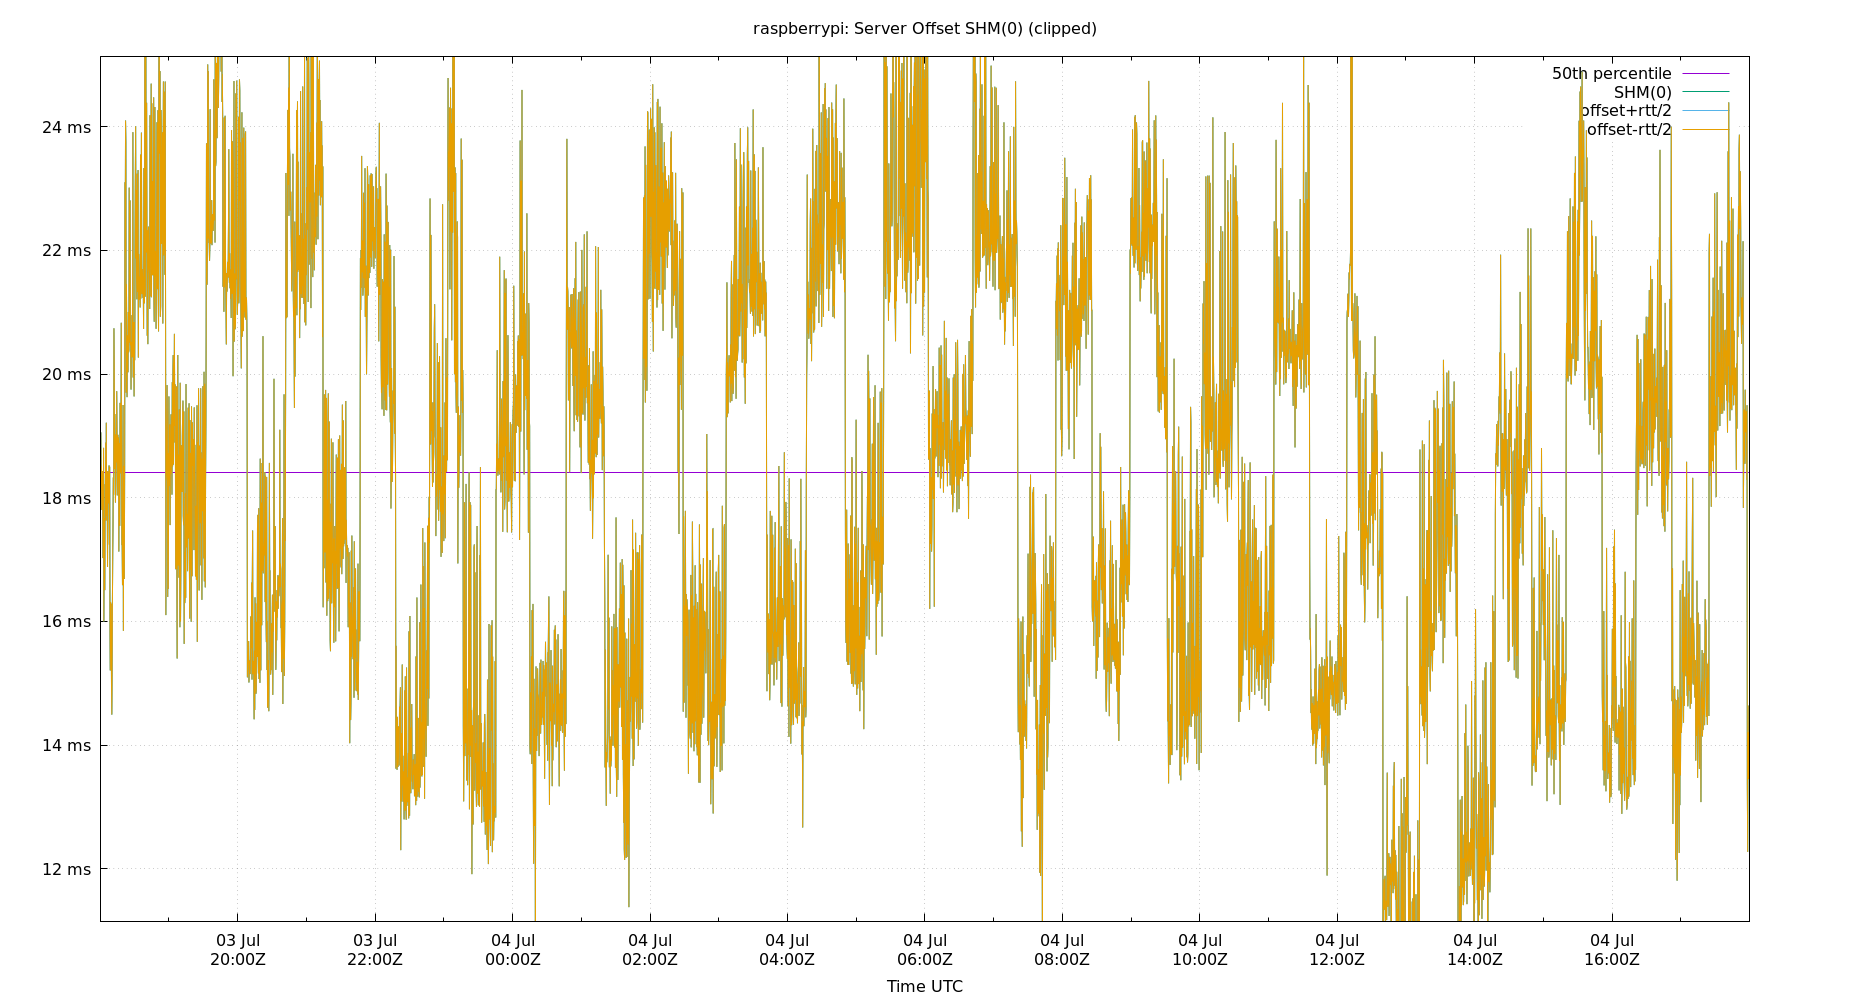 raspberrypi: Server Offset SHM(0) (clipped)
50th percentile
SHM(0)
offset+rtt/2
offset-rtt/2
24 ms
22 ms
20 ms
18 ms
16 ms
14 ms
12 ms
03 Jul 03 Jul 04 Jul 04 Jul 04 Jul 04 Jul 04 Jul 04 Jul 04 Jul 04 Jul 04 Jul
20:00Z 22:00Z 00:00Z 02:00Z 04:00Z 06:00Z 08:00Z 10:00Z 12:00Z 14:00Z 16:00Z
Time UTC